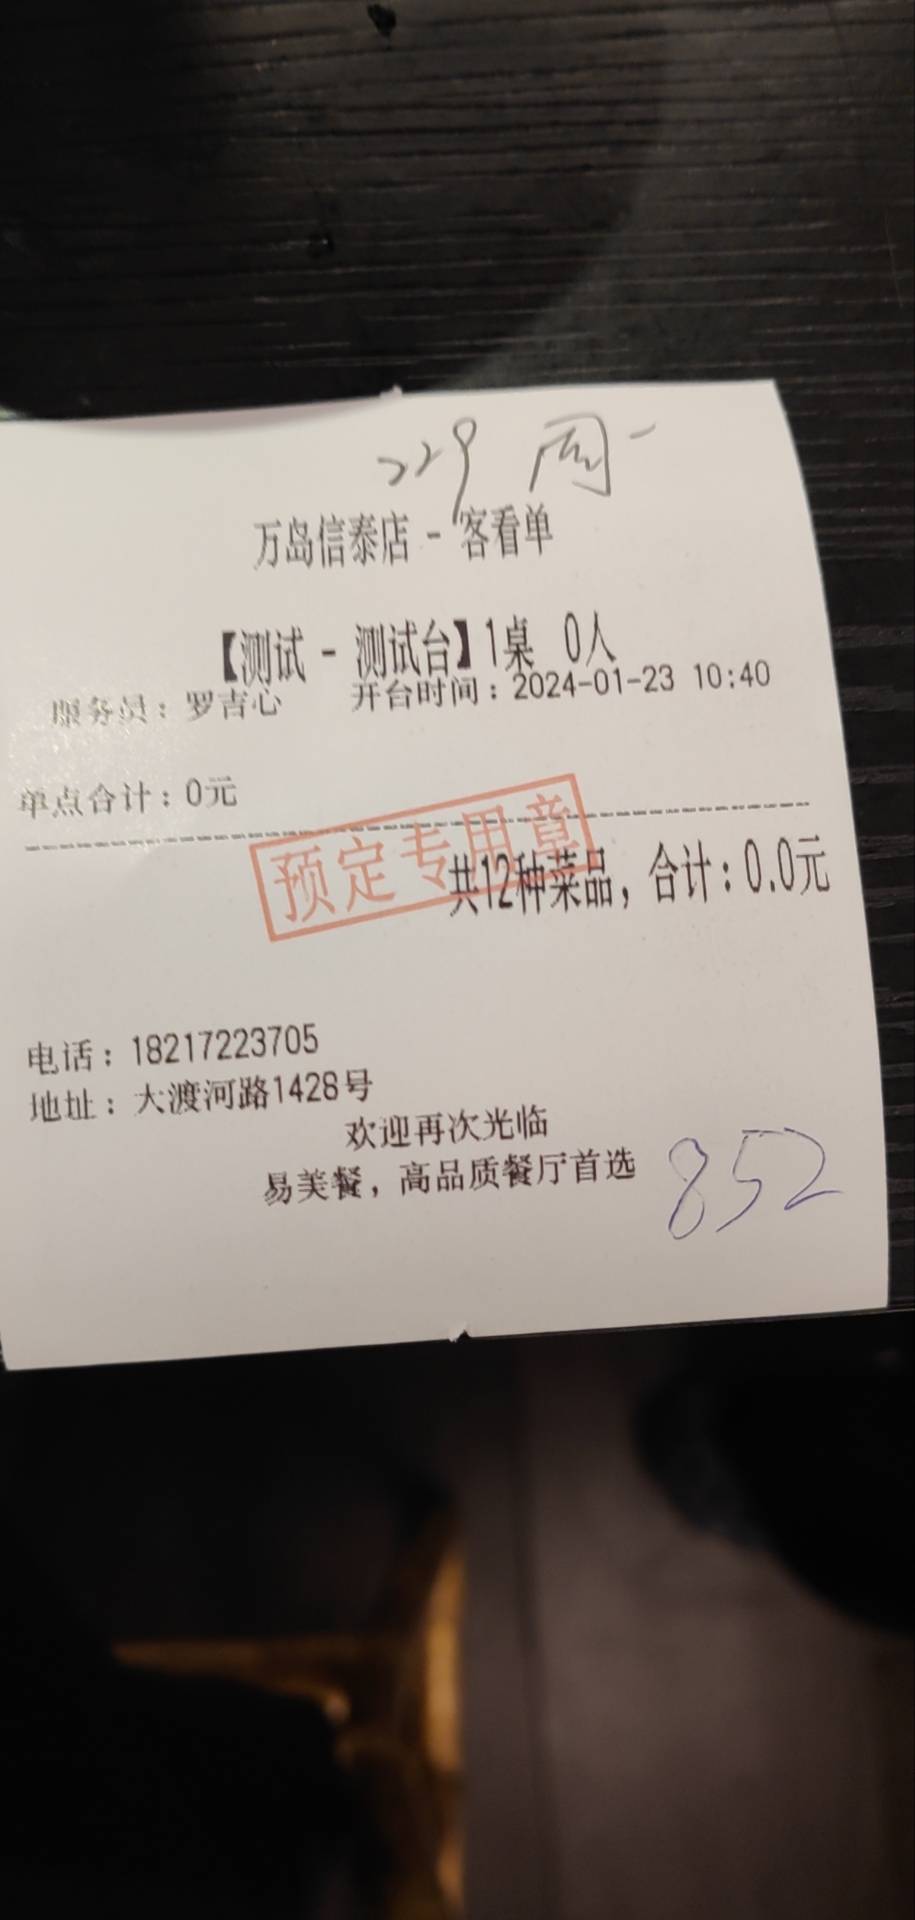 229 周一
万岛信泰店 - 客看单
【测试 - 测试台】1桌 0人
服务员：罗吉心 开台时间：2024-01-23 10:40
单点合计：0元
预定专用章
共12种菜品，合计：0.0元
电话：18217223705
地址：大渡河路1428号
欢迎再次光临
易美餐，高品质餐厅首选
852